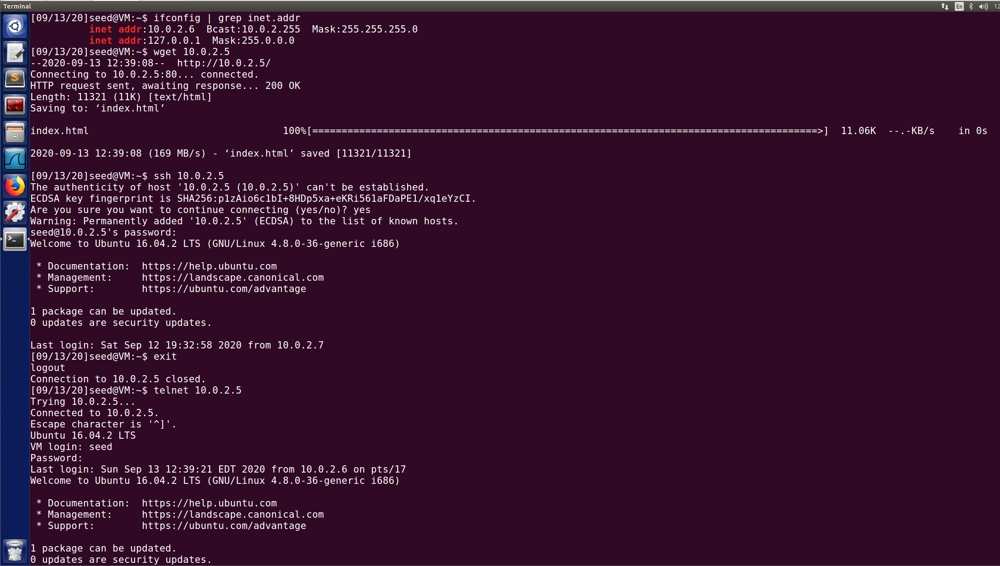 Terminal
En
12
[09/13/20]seed@VM:~$ ifconfig | grep inet.addr
          inet addr:10.0.2.6  Bcast:10.0.2.255  Mask:255.255.255.0
          inet addr:127.0.0.1  Mask:255.0.0.0
[09/13/20]seed@VM:~$ wget 10.0.2.5
--2020-09-13 12:39:08--  http://10.0.2.5/
Connecting to 10.0.2.5:80... connected.
HTTP request sent, awaiting response... 200 OK
Length: 11321 (11K) [text/html]
Saving to: ‘index.html’
index.html                                 100%[======================================================================================>]  11.06K  --.-KB/s    in 0s
2020-09-13 12:39:08 (169 MB/s) - ‘index.html’ saved [11321/11321]
[09/13/20]seed@VM:~$ ssh 10.0.2.5
The authenticity of host '10.0.2.5 (10.0.2.5)' can't be established.
ECDSA key fingerprint is SHA256:p1zAio6c1bI+8HDp5xa+eKRi561aFDaPE1/xq1eYzCI.
Are you sure you want to continue connecting (yes/no)? yes
Warning: Permanently added '10.0.2.5' (ECDSA) to the list of known hosts.
seed@10.0.2.5's password:
Welcome to Ubuntu 16.04.2 LTS (GNU/Linux 4.8.0-36-generic i686)
 * Documentation:  https://help.ubuntu.com
 * Management:     https://landscape.canonical.com
 * Support:        https://ubuntu.com/advantage
1 package can be updated.
0 updates are security updates.
Last login: Sat Sep 12 19:32:58 2020 from 10.0.2.7
[09/13/20]seed@VM:~$ exit
logout
Connection to 10.0.2.5 closed.
[09/13/20]seed@VM:~$ telnet 10.0.2.5
Trying 10.0.2.5...
Connected to 10.0.2.5.
Escape character is '^]'.
Ubuntu 16.04.2 LTS
VM login: seed
Password:
Last login: Sun Sep 13 12:39:21 EDT 2020 from 10.0.2.6 on pts/17
Welcome to Ubuntu 16.04.2 LTS (GNU/Linux 4.8.0-36-generic i686)
 * Documentation:  https://help.ubuntu.com
 * Management:     https://landscape.canonical.com
 * Support:        https://ubuntu.com/advantage
1 package can be updated.
0 updates are security updates.